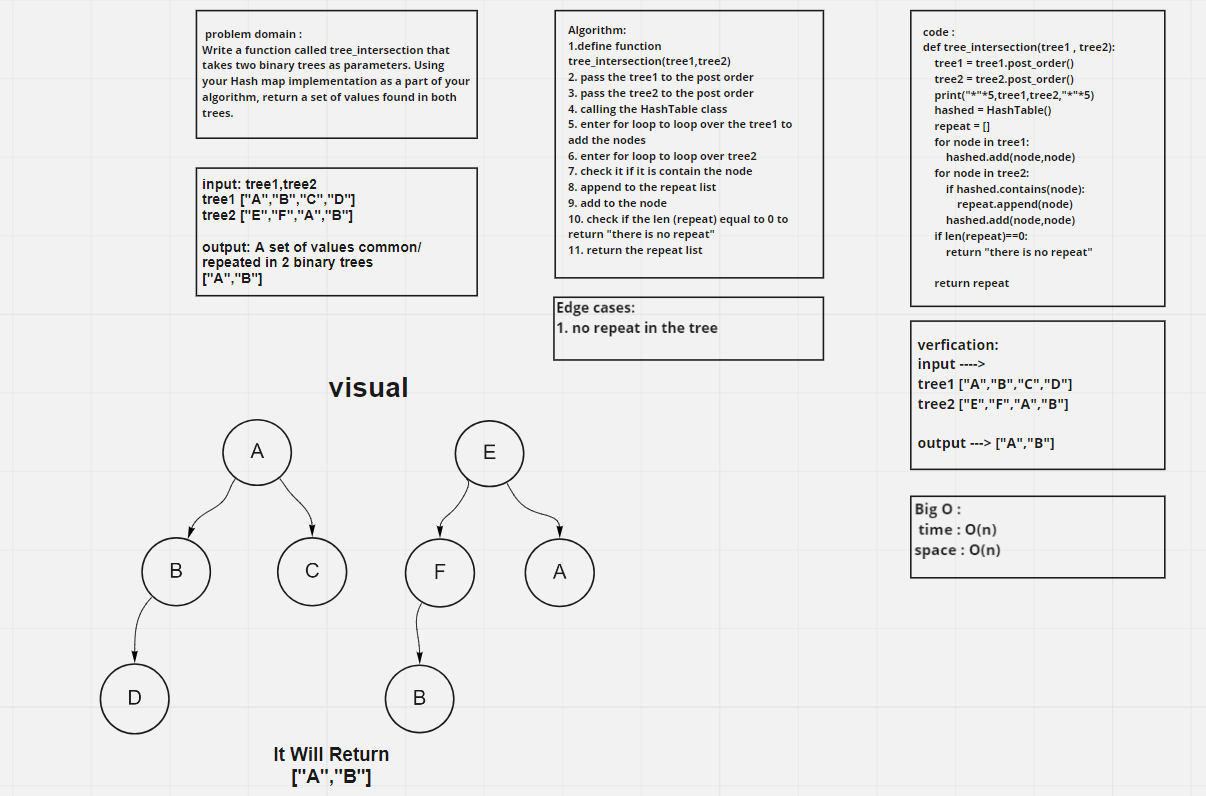 problem domain :
Write a function called tree_intersection that
takes two binary trees as parameters. Using
your Hash map implementation as a part of your
algorithm, return a set of values found in both
trees.
input: tree1,tree2
tree1 ["A","B","C","D"]
tree2 ["E","F","A","B"]
output: A set of values common/
repeated in 2 binary trees
["A","B"]
Algorithm:
1.define function
tree_intersection(tree1,tree2)
2. pass the tree1 to the post order
3. pass the tree2 to the post order
4. calling the HashTable class
5. enter for loop to loop over the tree1 to
add the nodes
6. enter for loop to loop over tree2
7. check it if it is contain the node
8. append to the repeat list
9. add to the node
10. check if the len (repeat) equal to 0 to
return "there is no repeat"
11. return the repeat list
Edge cases:
1. no repeat in the tree
code :
def tree_intersection(tree1 , tree2):
tree1 = tree1.post_order()
tree2 = tree2.post_order()
print("*"*5,tree1,tree2,"*"*5)
hashed = HashTable()
repeat = []
for node in tree1:
hashed.add(node,node)
for node in tree2:
if hashed.contains(node):
repeat.append(node)
hashed.add(node,node)
if len(repeat)==0:
return "there is no repeat"
return repeat
verfication:
input ---->
tree1 ["A","B","C","D"]
tree2 ["E","F","A","B"]
output ---> ["A","B"]
Big O :
time : O(n)
space : O(n)
visual
A
E
B
C
F
A
D
B
It Will Return
["A","B"]